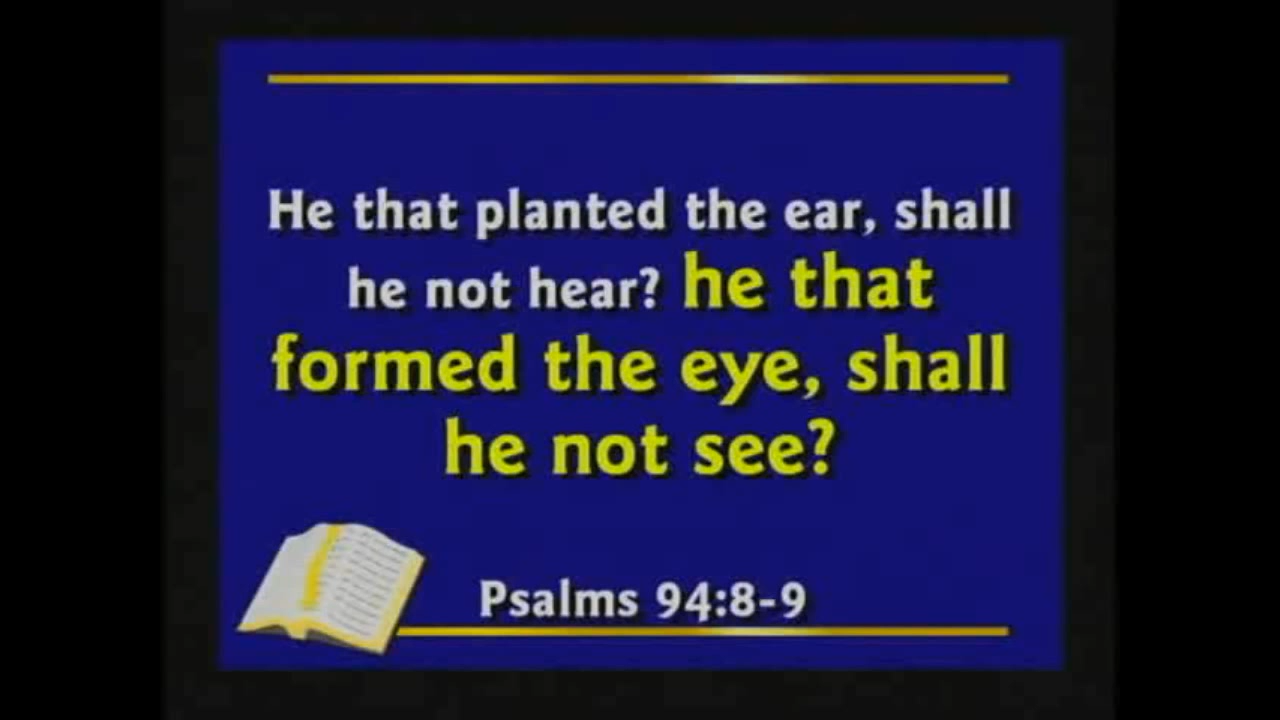 He that planted the ear, shall
he not hear? he that
formed the eye, shall
he not see?
Psalms 94:8-9